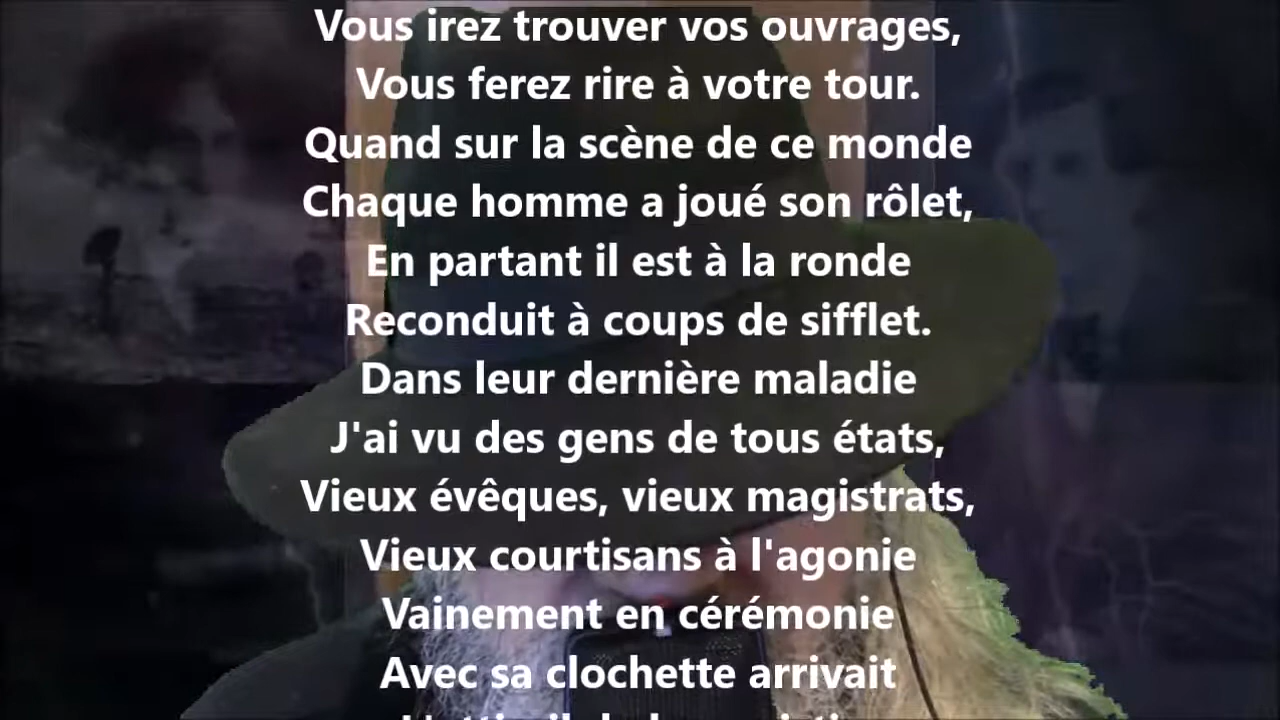 Vous irez trouver vos ouvrages,
Vous ferez rire à votre tour.
Quand sur la scène de ce monde
Chaque homme a joué son rôlet,
En partant il est à la ronde
Reconduit à coups de sifflet.
Dans leur dernière maladie
J'ai vu des gens de tous états,
Vieux évêques, vieux magistrats,
Vieux courtisans à l'agonie
Vainement en cérémonie
Avec sa clochette arrivait